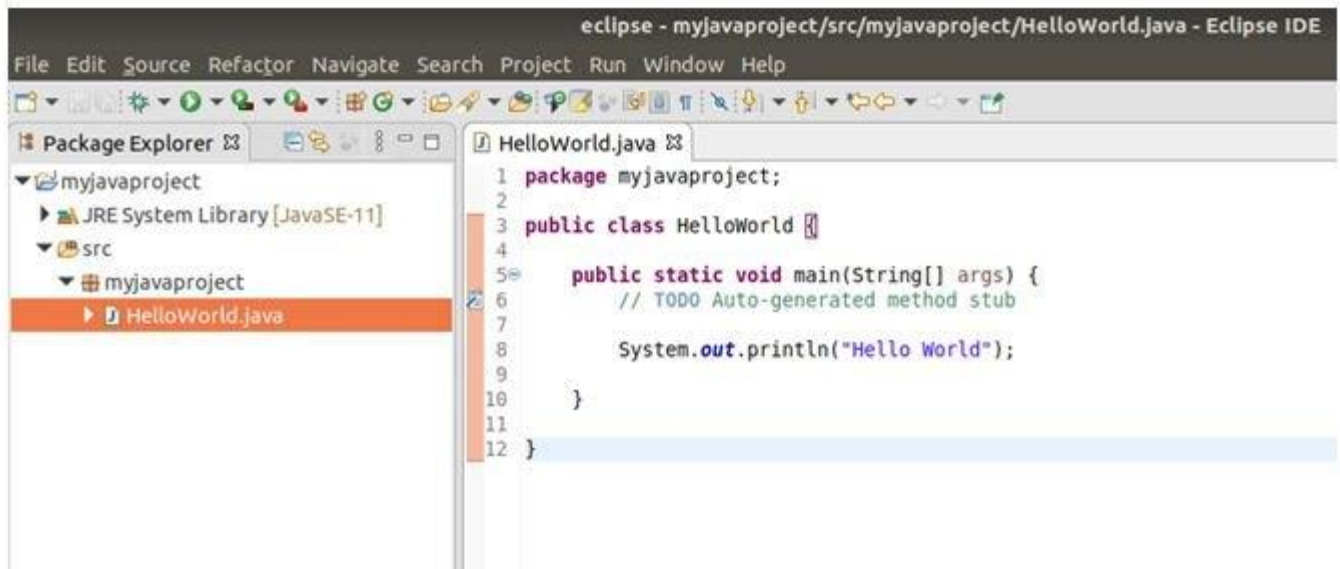 eclipse - myjavaproject/src/myjavaproject/HelloWorld.java - Eclipse IDE
File Edit Source Refactor Navigate Search Project Run Window Help
Package Explorer
myjavaproject
JRE System Library [JavaSE-11]
src
myjavaproject
HelloWorld.java
HelloWorld.java
1 package myjavaproject;
2
3 public class HelloWorld {
4
5 public static void main(String[] args) {
6 // TODO Auto-generated method stub
7
8 System.out.println("Hello World");
9
10 }
11
12 }